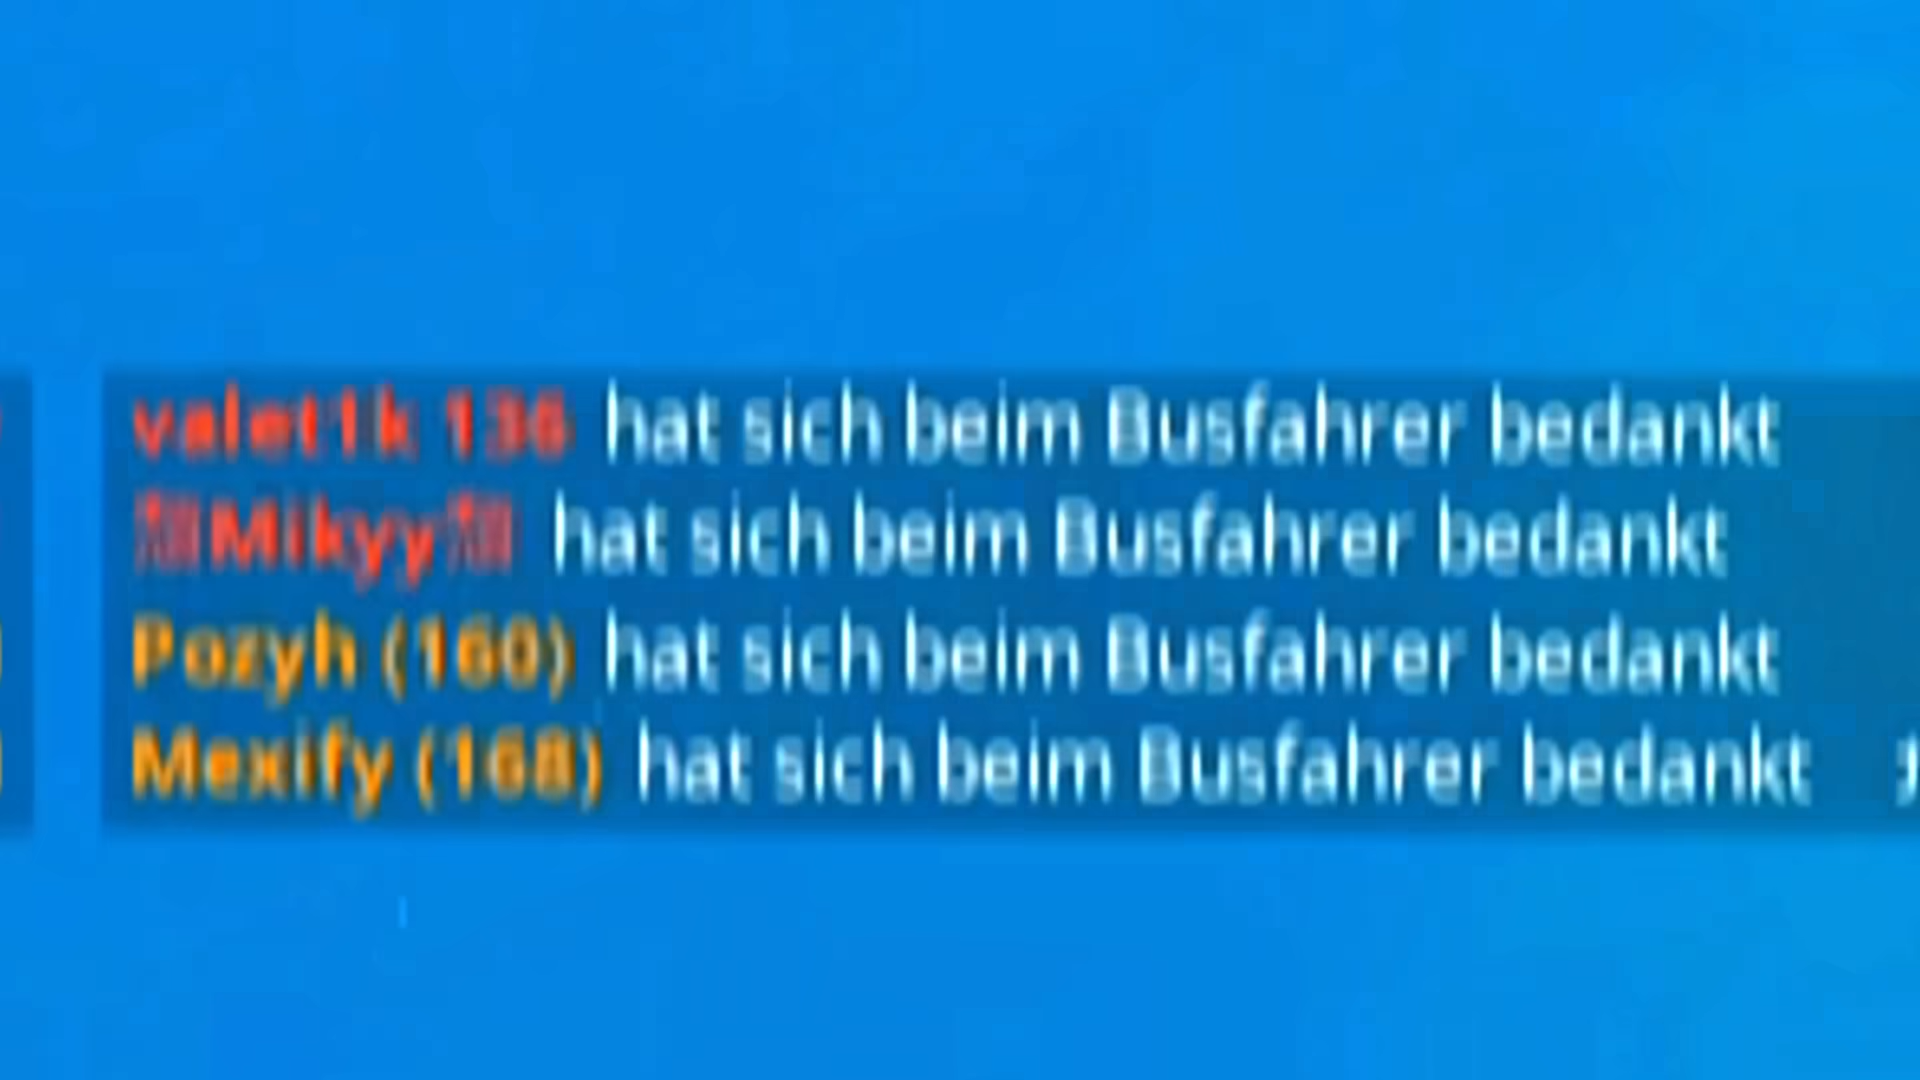 valet1k 136 hat sich beim Busfahrer bedankt
Mikyy hat sich beim Busfahrer bedankt
Pozyh (160) hat sich beim Busfahrer bedankt
Mexify (168) hat sich beim Busfahrer bedankt